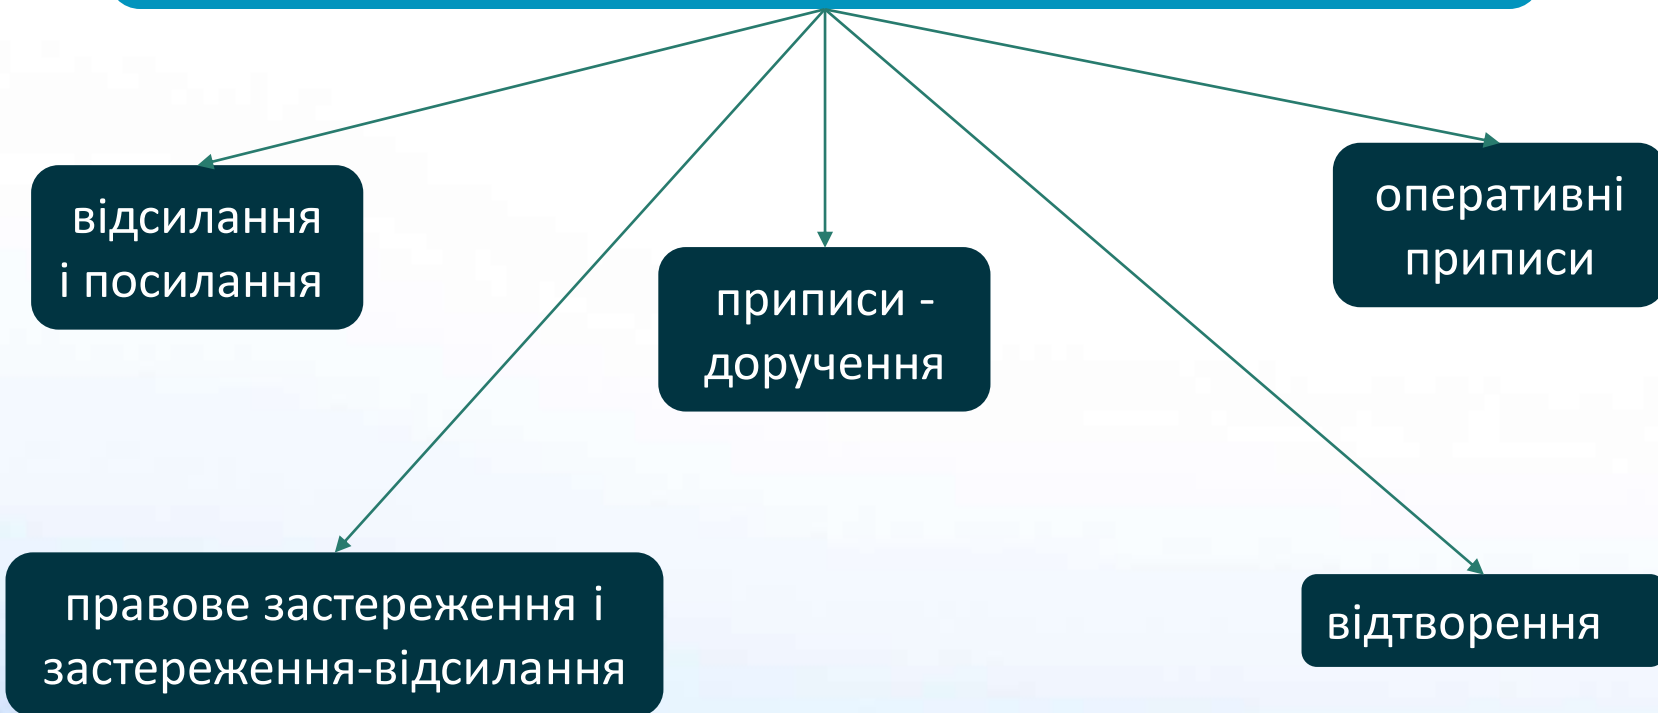 відсилання
і посилання
приписи -
доручення
оперативні
приписи
правове застереження і
застереження-відсилання
відтворення